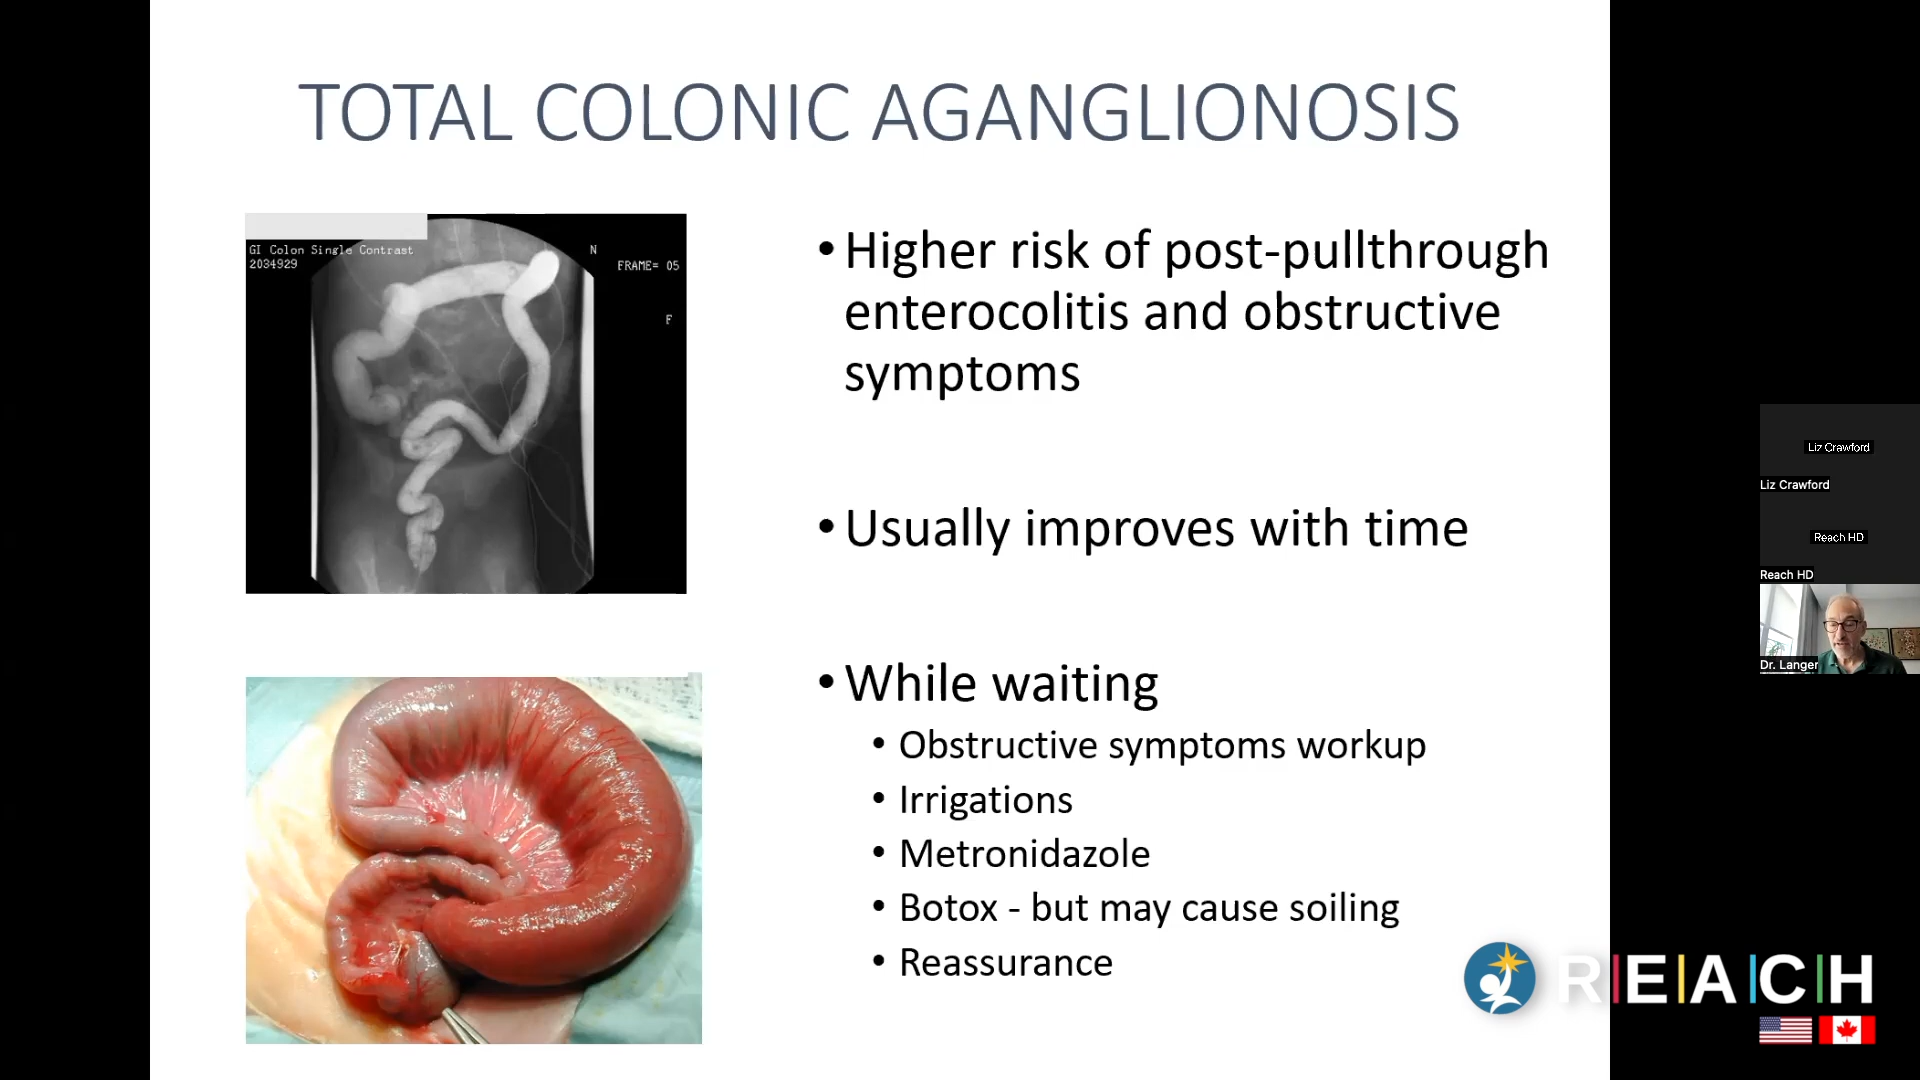 TOTAL COLONIC AGANGLIONOSIS
GI Colon Single Contrast
2034929
N
FRAME= 05
F
• Higher risk of post-pullthrough
enterocolitis and obstructive
symptoms
• Usually improves with time
• While waiting
• Obstructive symptoms workup
• Irrigations
• Metronidazole
• Botox - but may cause soiling
• Reassurance
Liz Crawford
Liz Crawford
Reach HD
Reach HD
Dr. Langer
R|E|A|C|H